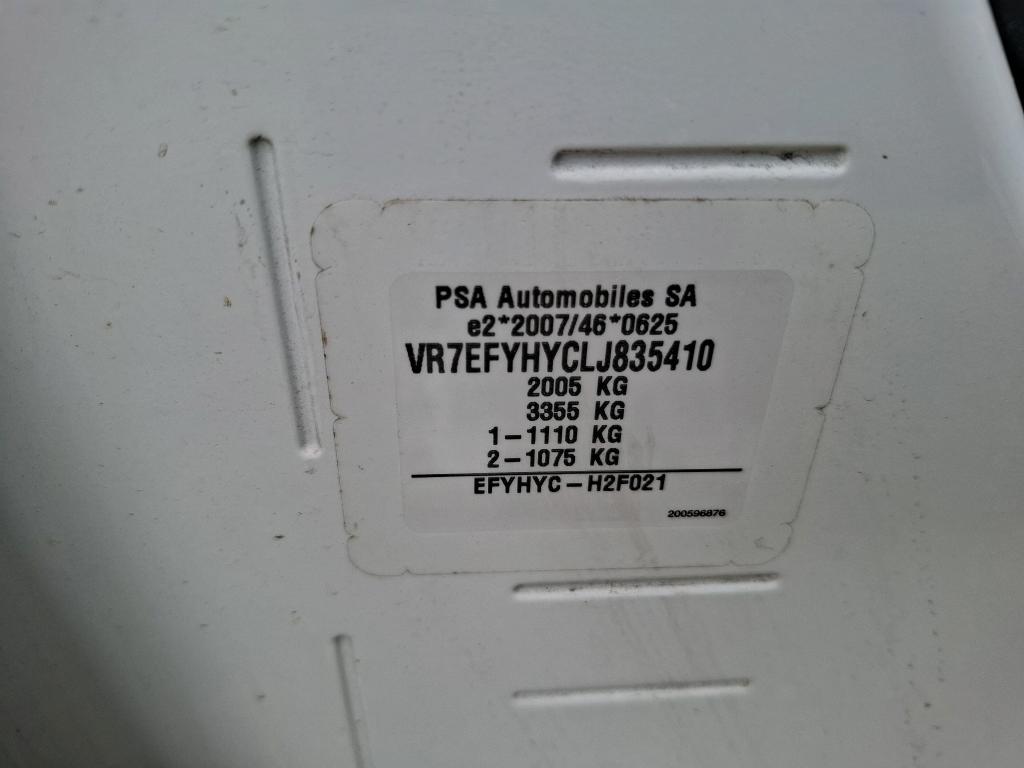 PSA Automobiles SA
e2*2007/46*0625
VR7EFYHYCLJ835410
2005 KG
3355 KG
1-1110 KG
2-1075 KG
EFYHYC-H2F021
200596876